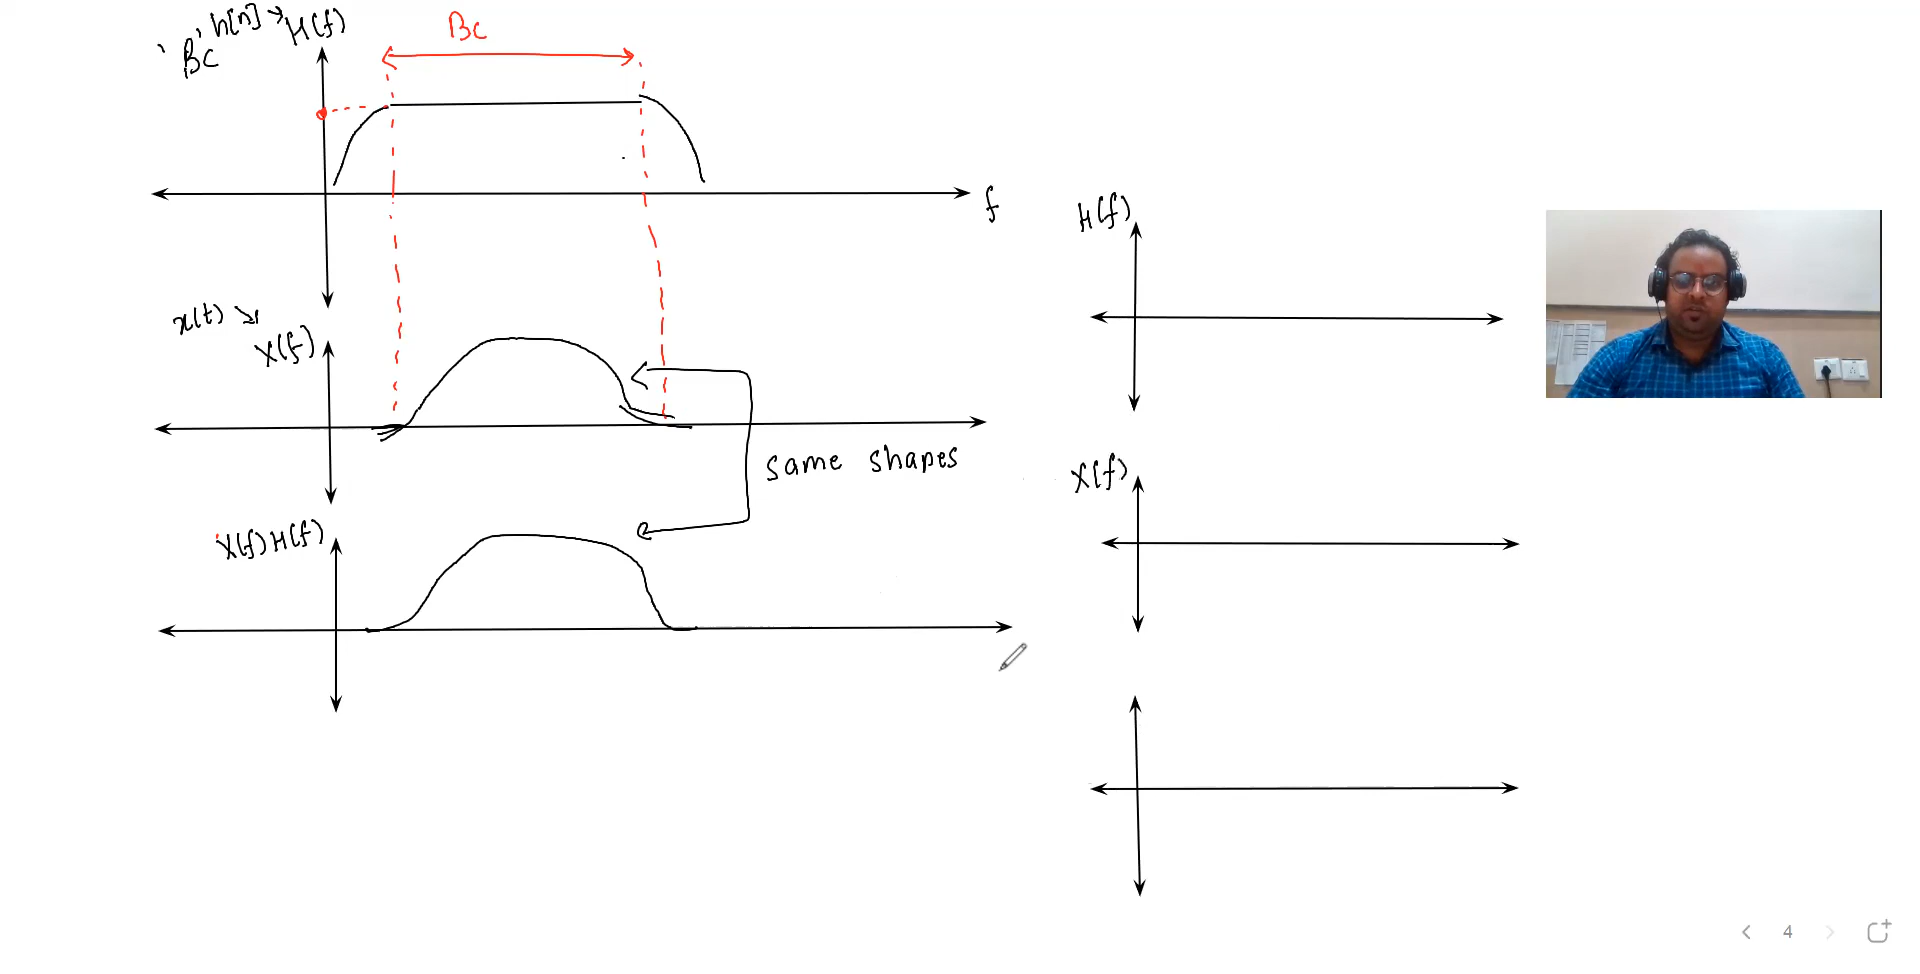 Bc
h[n] → H(f)
Bc
f
x(t) ↘
X(f)
same shapes
X(f) H(f)
H(f)
X(f)
4